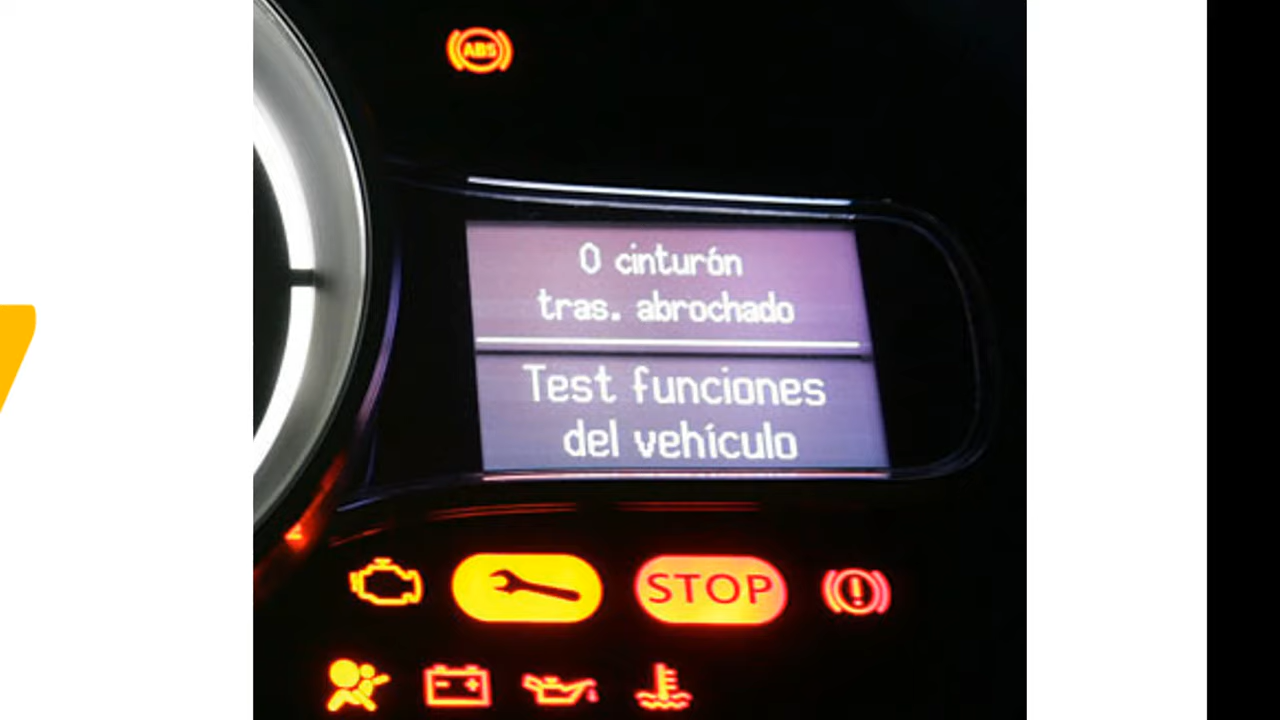 ABS
0 cinturón
tras. abrochado
Test funciones
del vehículo
STOP